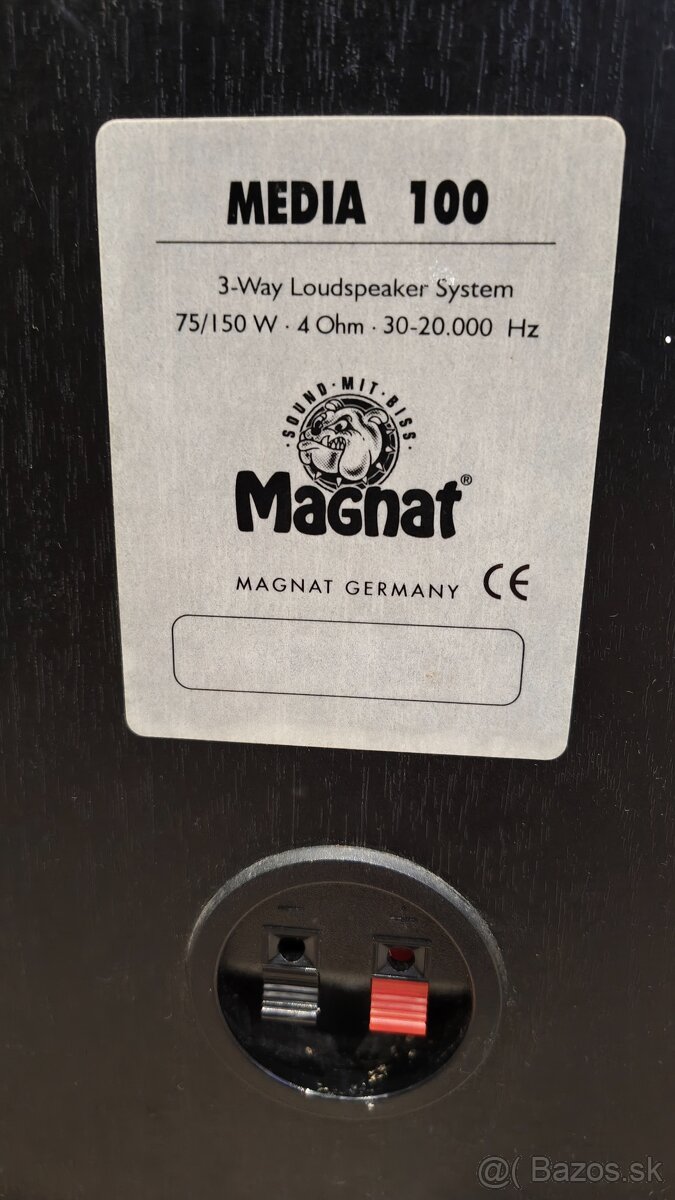 MEDIA 100
3-Way Loudspeaker System
75/150 W · 4 Ohm · 30-20.000 Hz
· SOUND · MIT · BISS ·
Magnat®
MAGNAT GERMANY CE
@( Bazos.sk